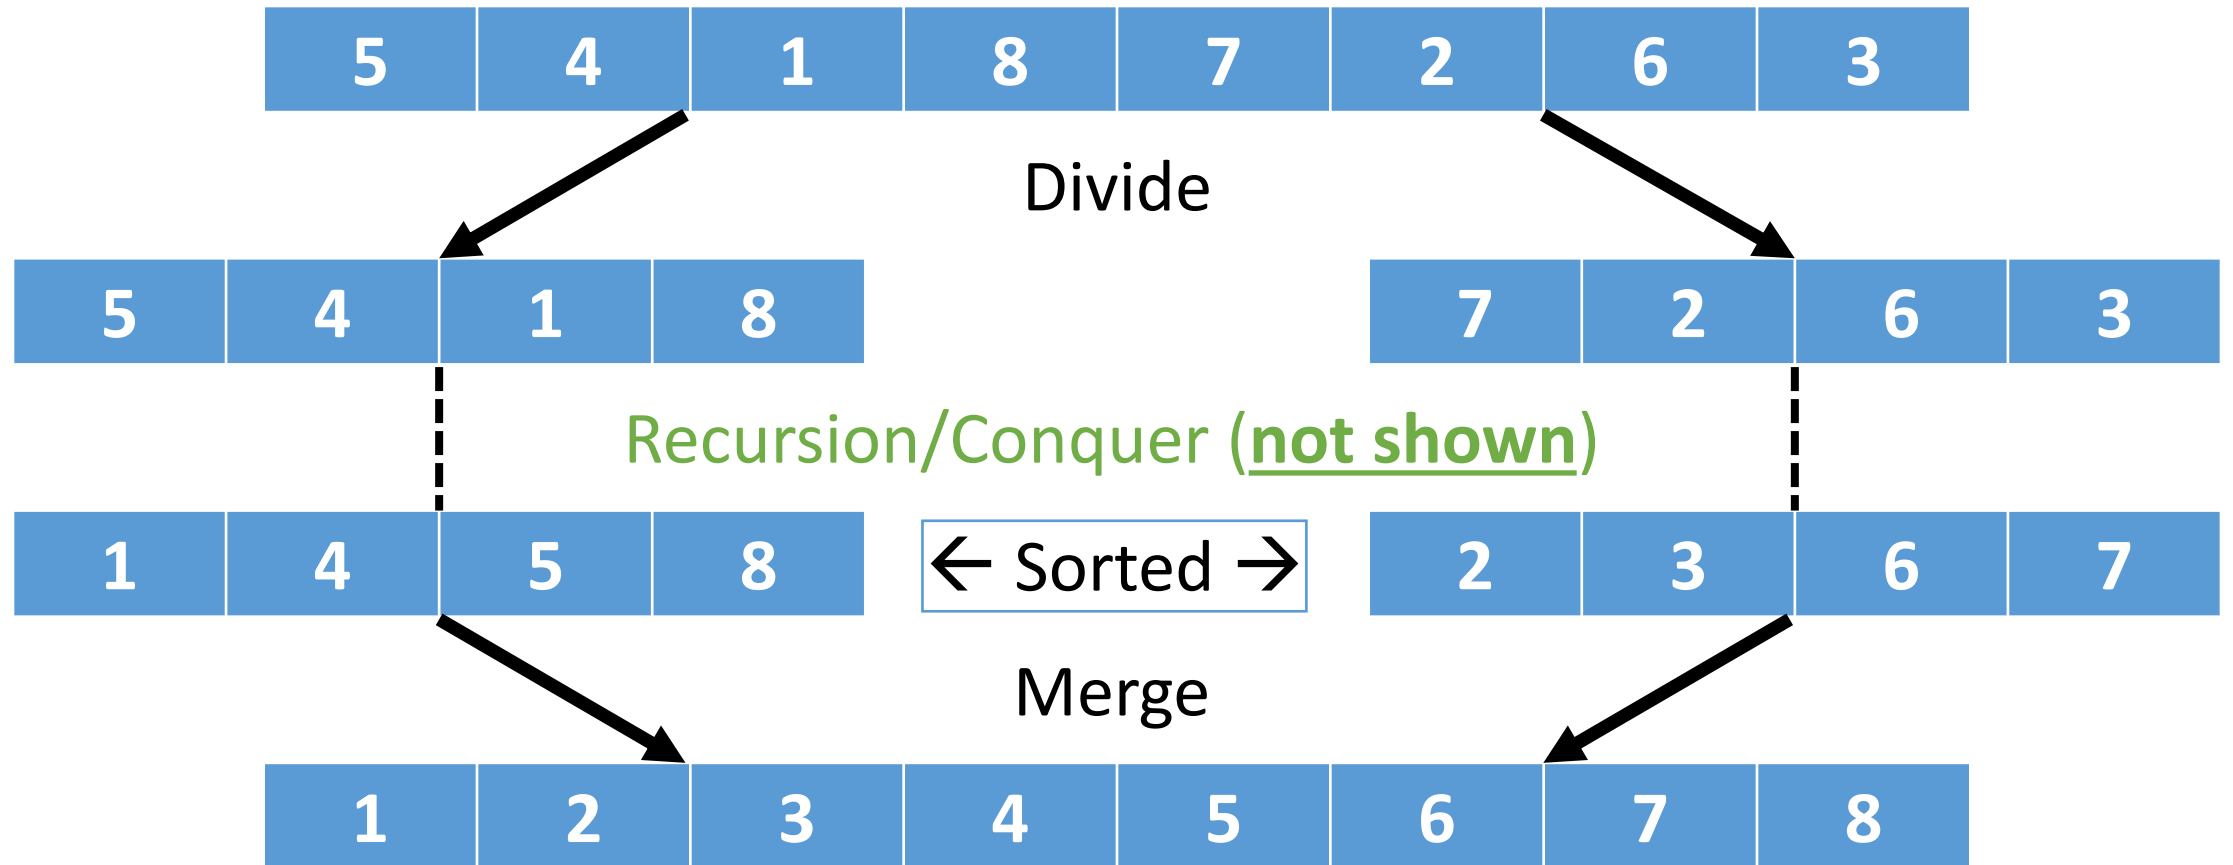 5 4 1 8 7 2 6 3
Divide
5 4 1 8 7 2 6 3
Recursion/Conquer (not shown)
1 4 5 8 ← Sorted → 2 3 6 7
Merge
1 2 3 4 5 6 7 8